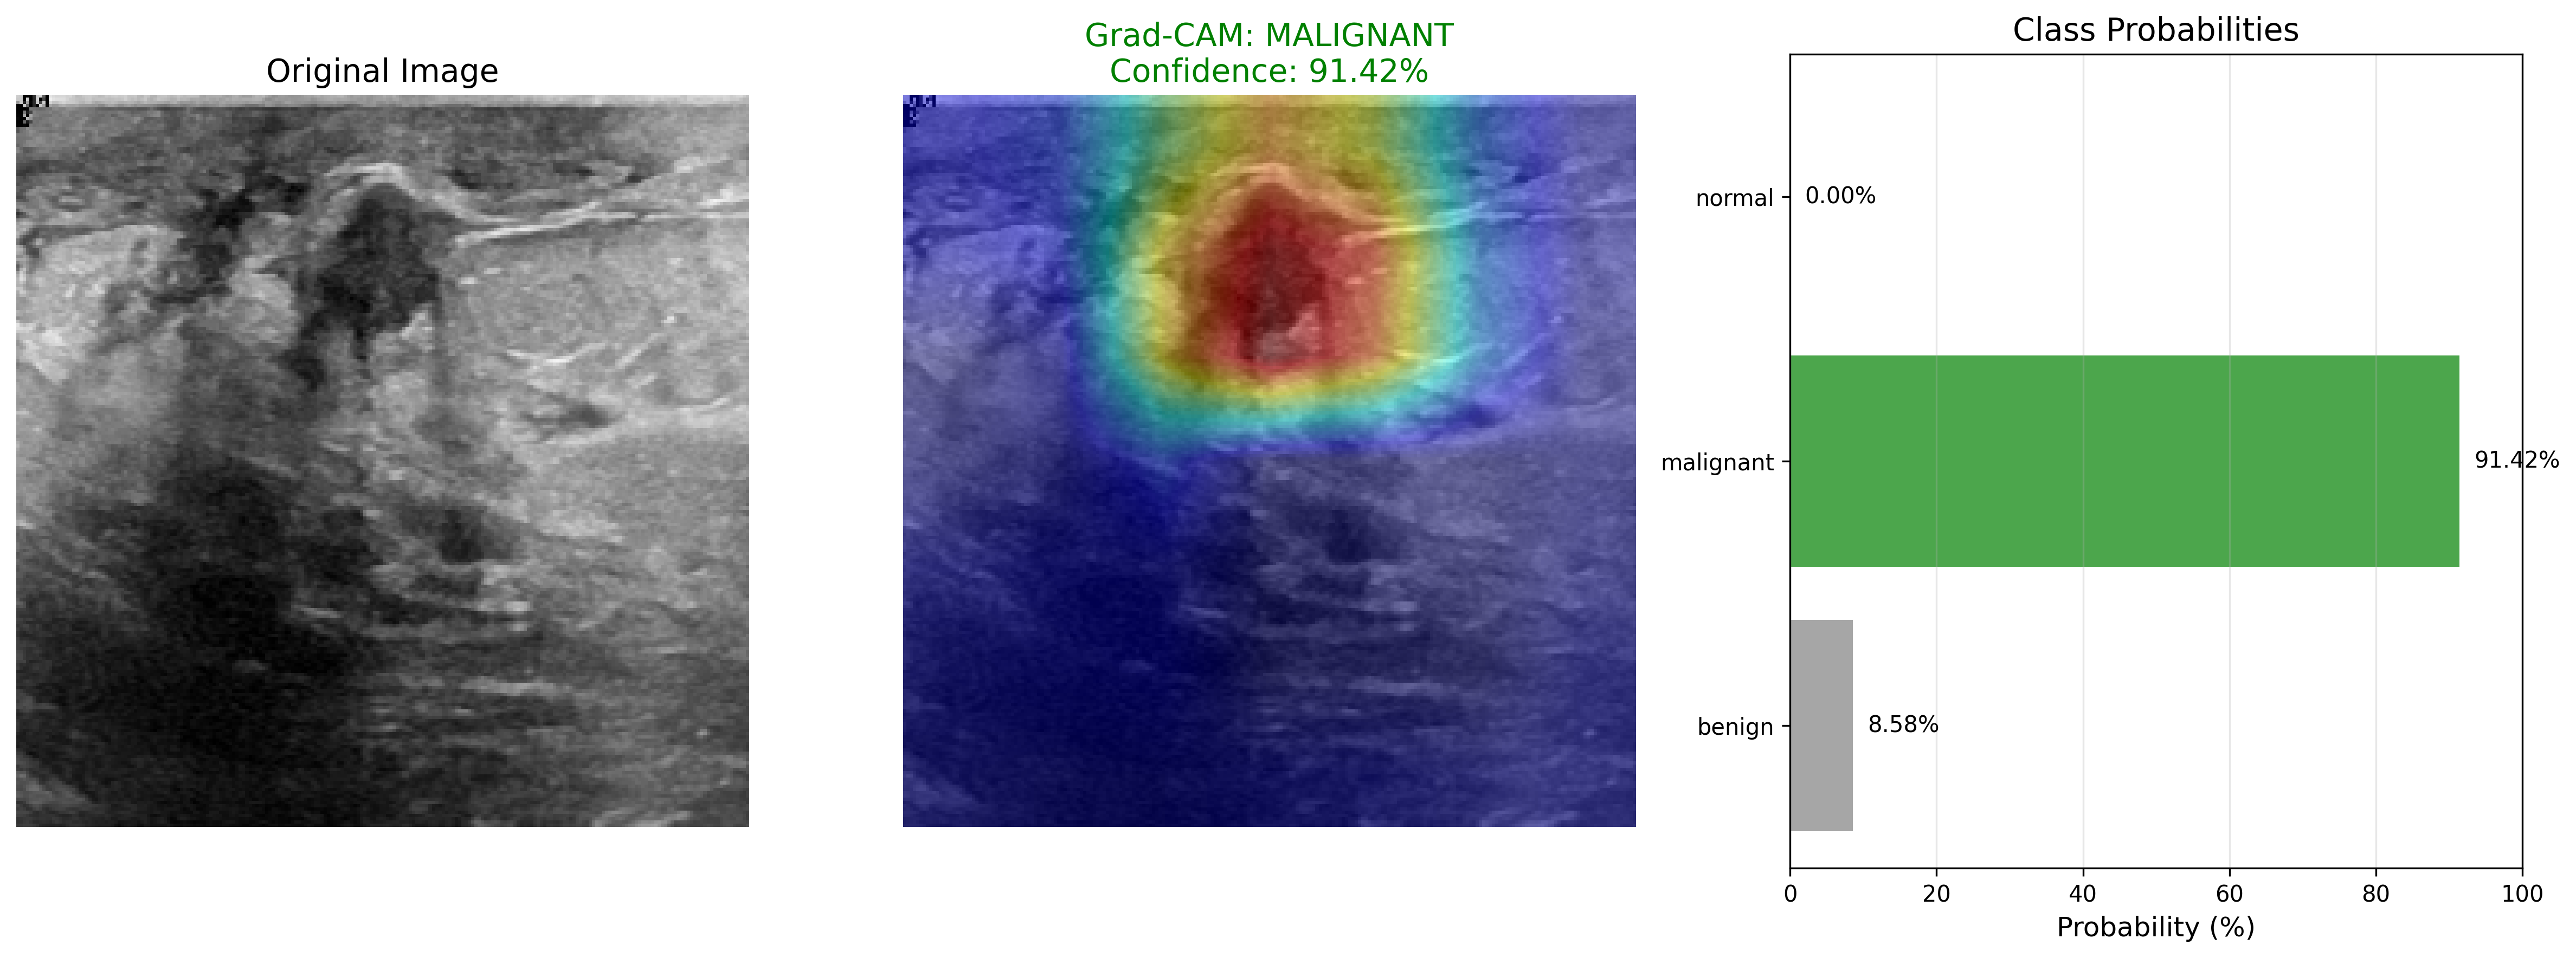 Original Image
Grad-CAM: MALIGNANT
Confidence: 91.42%
Class Probabilities
normal
0.00%
malignant
91.42%
benign
8.58%
0 20 40 60 80 100
Probability (%)